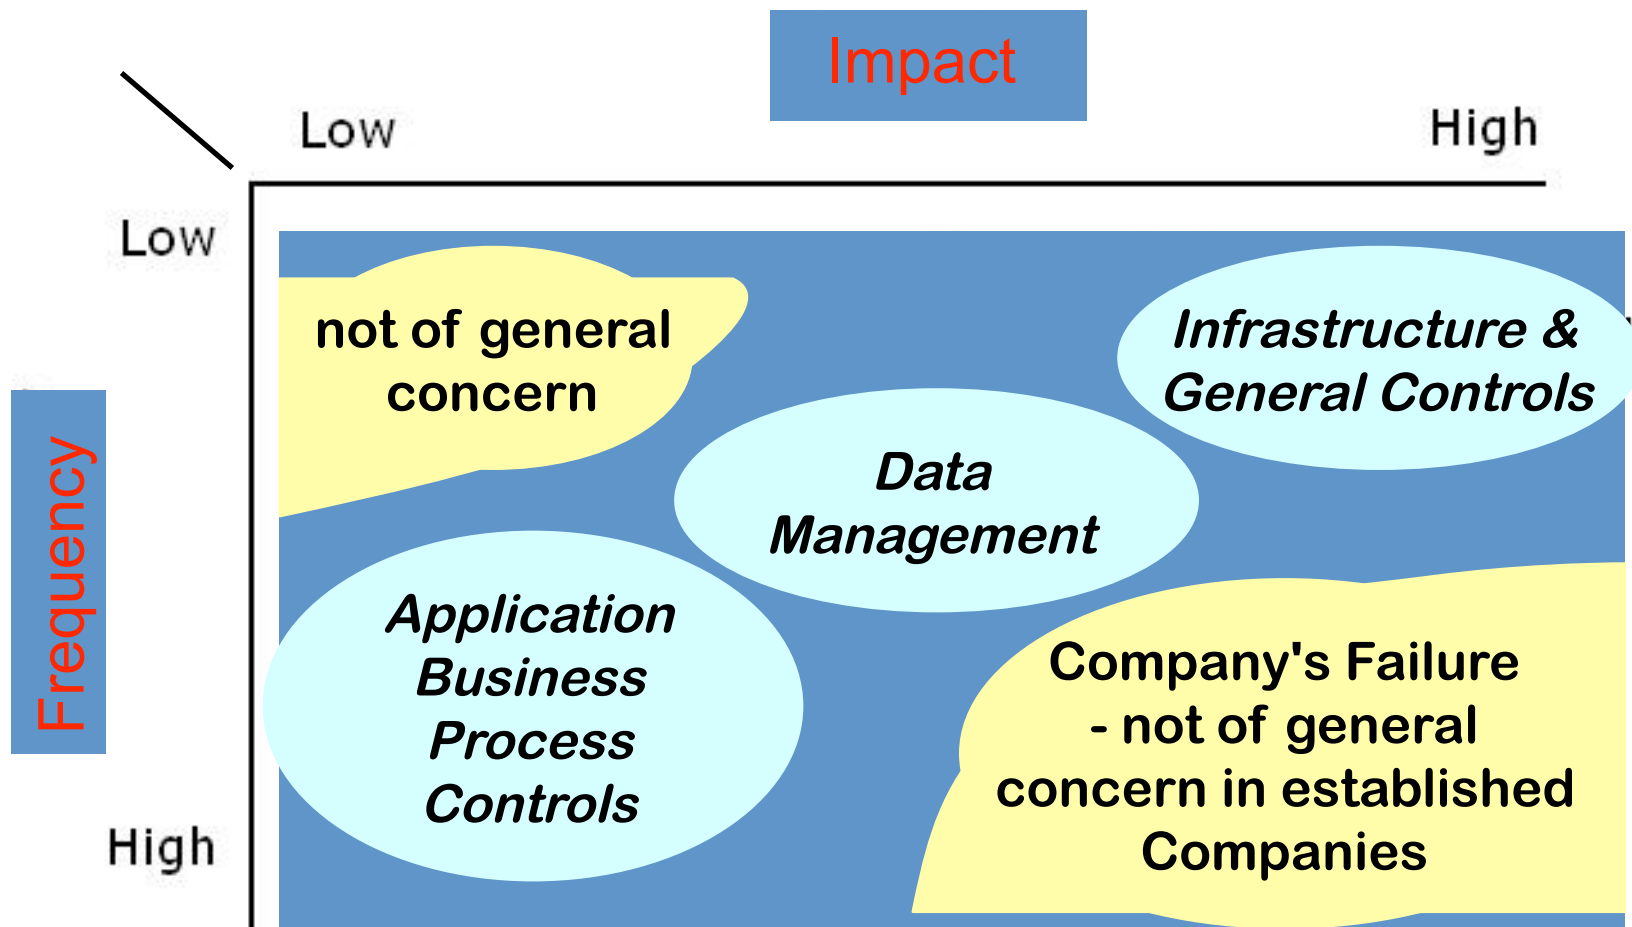 Impact
Low
High
Low
not of general
concern
Infrastructure &
General Controls
Data
Management
Frequency
Application
Business
Process
Controls
Company's Failure
- not of general
concern in established
Companies
High